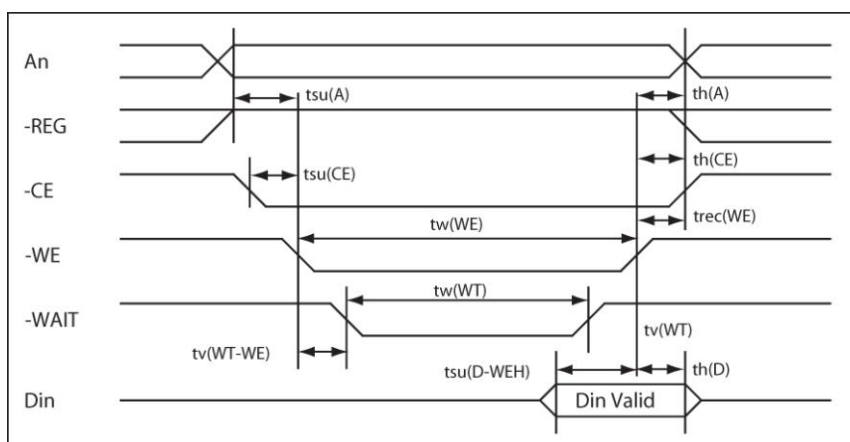 An
tsu(A)
th(A)
-REG
tsu(CE)
th(CE)
-CE
tw(WE)
trec(WE)
-WE
tw(WT)
-WAIT
tv(WT-WE)
tv(WT)
tsu(D-WEH)
th(D)
Din
Din Valid